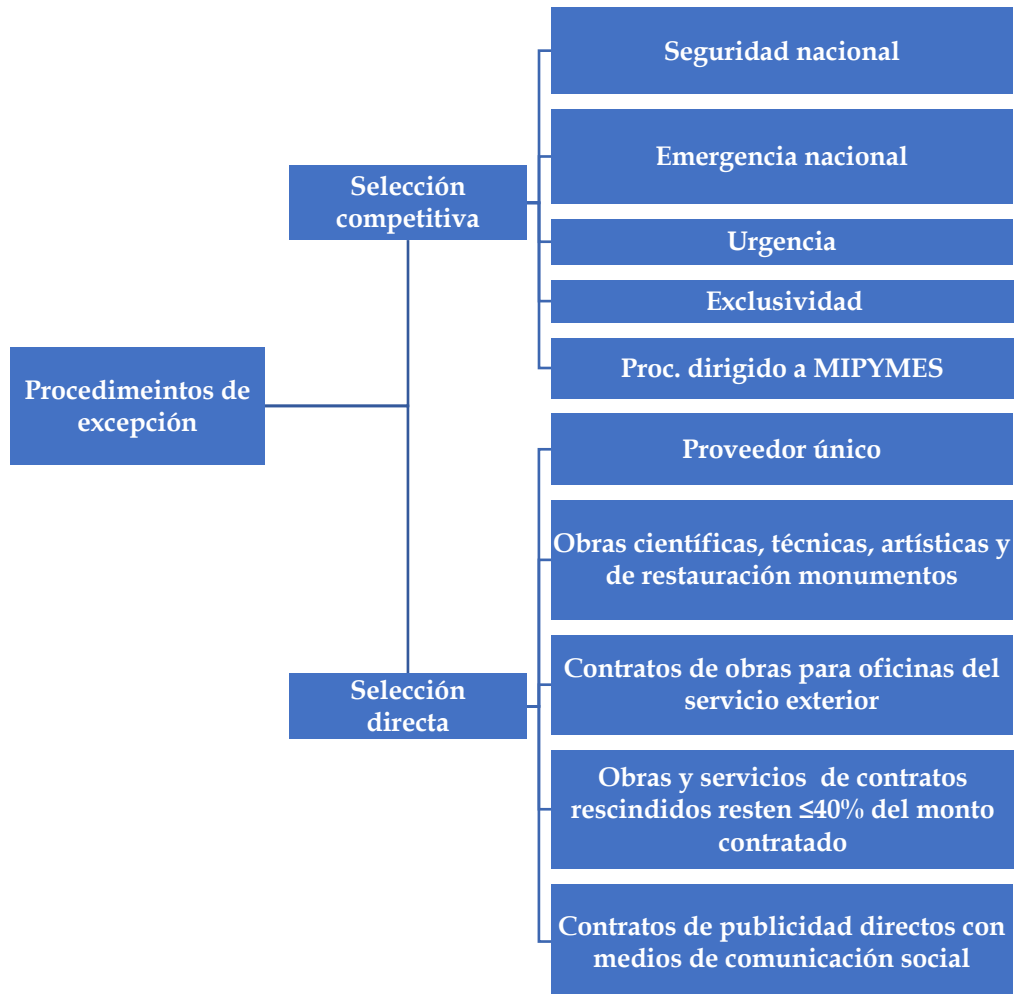 Procedimeintos de
excepción
Selección
competitiva
Seguridad nacional
Emergencia nacional
Urgencia
Exclusividad
Proc. dirigido a MIPYMES
Selección
directa
Proveedor único
Obras científicas, técnicas, artísticas y
de restauración monumentos
Contratos de obras para oficinas del
servicio exterior
Obras y servicios de contratos
rescindidos resten ≤40% del monto
contratado
Contratos de publicidad directos con
medios de comunicación social